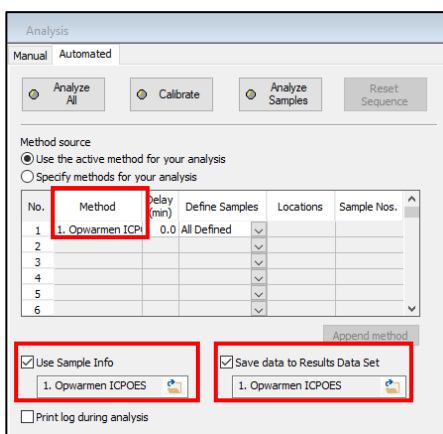 Analysis
Manual Automated
Analyze All Calibrate Analyze Samples Reset Sequence
Method source
Use the active method for your analysis
Specify methods for your analysis
No. Method Delay (min) Define Samples Locations Sample Nos.
1 1. Opwarmen ICP 0.0 All Defined
2
3
4
5
6
Append method
Use Sample Info Save data to Results Data Set
1. Opwarmen ICPOES 1. Opwarmen ICPOES
Print log during analysis